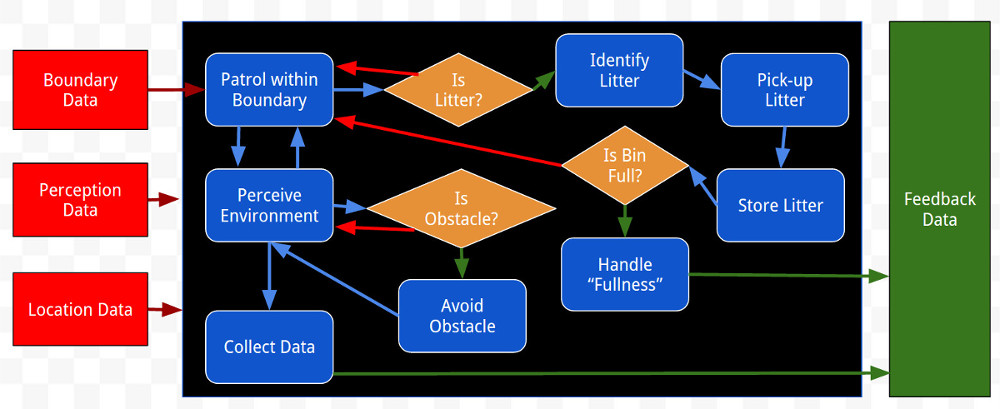 Boundary
Data
Perception
Data
Location Data
Patrol within
Boundary
Is
Litter?
Identify
Litter
Pick-up
Litter
Perceive
Environment
Is
Obstacle?
Is Bin
Full?
Store Litter
Handle
“Fullness”
Avoid
Obstacle
Collect Data
Feedback
Data